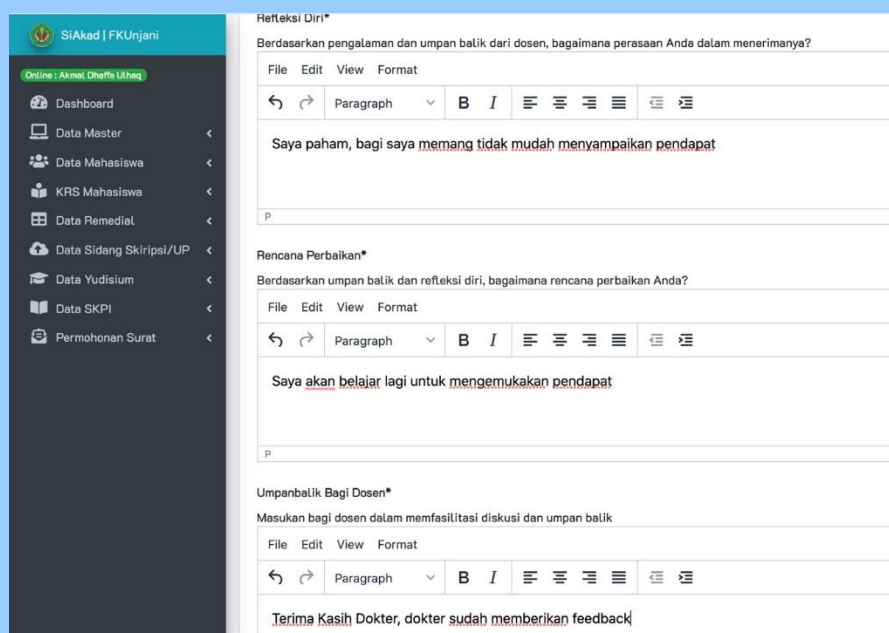 SiAkad | FKUnjani
Online : Akmal Dhaffa Ulhaq
Dashboard
Data Master
Data Mahasiswa
KRS Mahasiswa
Data Remedial
Data Sidang Skiripsi/UP
Data Yudisium
Data SKPI
Permohonan Surat
Refleksi Diri*
Berdasarkan pengalaman dan umpan balik dari dosen, bagaimana perasaan Anda dalam menerimanya?
File Edit View Format
Paragraph B I
Saya paham, bagi saya memang tidak mudah menyampaikan pendapat
P
Rencana Perbaikan*
Berdasarkan umpan balik dan refleksi diri, bagaimana rencana perbaikan Anda?
File Edit View Format
Paragraph B I
Saya akan belajar lagi untuk mengemukakan pendapat
P
Umpanbalik Bagi Dosen*
Masukan bagi dosen dalam memfasilitasi diskusi dan umpan balik
File Edit View Format
Paragraph B I
Terima Kasih Dokter, dokter sudah memberikan feedback